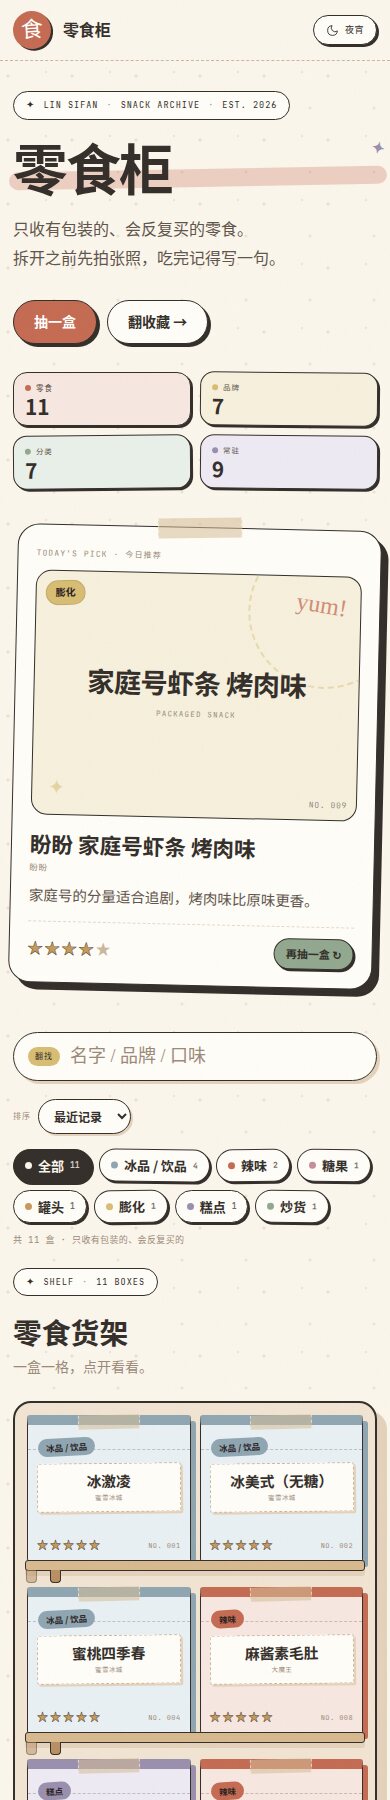 食 零食柜
夜宵
✦ LIN SIFAN · SNACK ARCHIVE · EST. 2026
零食柜
只收有包装的、会反复买的零食。
拆开之前先拍张照，吃完记得写一句。
抽一盒 翻收藏 →
零食
11
品牌
7
分类
7
常驻
9
TODAY'S PICK · 今日推荐
膨化
yum!
家庭号虾条 烤肉味
PACKAGED SNACK
NO. 009
盼盼 家庭号虾条 烤肉味
盼盼
家庭号的分量适合追剧，烤肉味比原味更香。
★★★★★
再抽一盒 ↻
翻找 名字 / 品牌 / 口味
排序 最近记录
全部 11 冰品 / 饮品 4 辣味 2 糖果 1
罐头 1 膨化 1 糕点 1 炒货 1
共 11 盒 · 只收有包装的、会反复买的
✦ SHELF · 11 BOXES
零食货架
一盒一格，点开看看。
冰品 / 饮品
冰激凌
蜜雪冰城
★★★★★ NO. 001
冰品 / 饮品
冰美式（无糖）
蜜雪冰城
★★★★★ NO. 002
冰品 / 饮品
蜜桃四季春
蜜雪冰城
★★★★★ NO. 004
辣味
麻酱素毛肚
大魔王
★★★★★ NO. 008
糕点
辣味